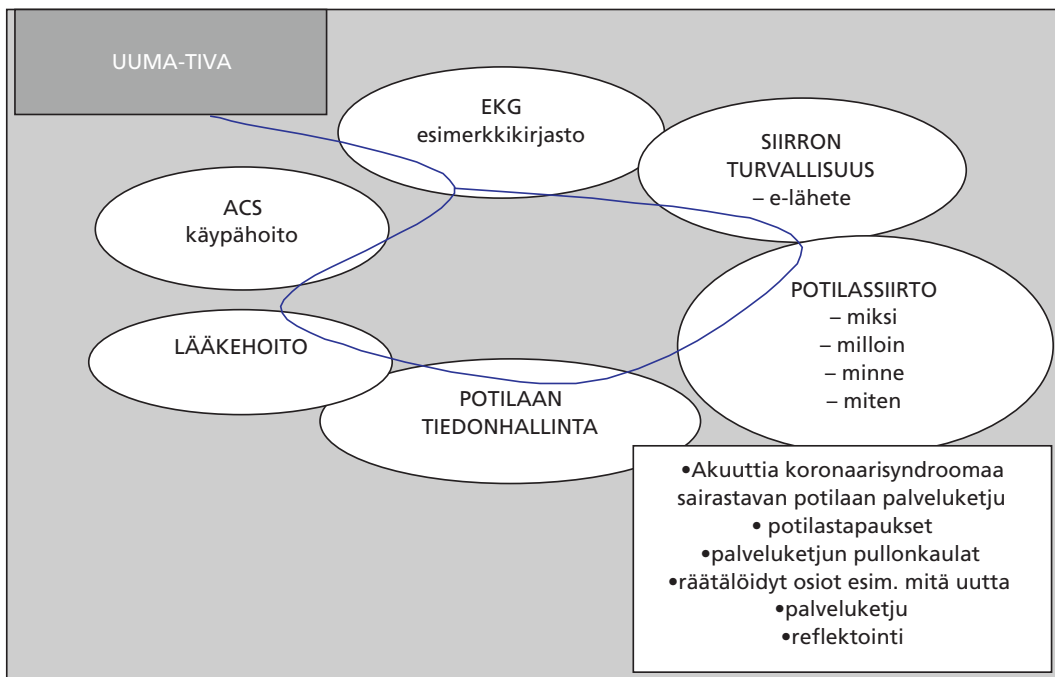 UUMA-TIVA
EKG
esimerkkikirjasto
SIIRRON
TURVALLISUUS
– e-lähete
ACS
käypähoito
POTILASSIIRTO
– miksi
– milloin
– minne
– miten
LÄÄKEHOITO
POTILAAN
TIEDONHALLINTA
•Akuuttia koronaarisyndroomaa
sairastavan potilaan palveluketju
• potilastapaukset
•palveluketjun pullonkaulat
•räätälöidyt osiot esim. mitä uutta
•palveluketju
•reflektointi